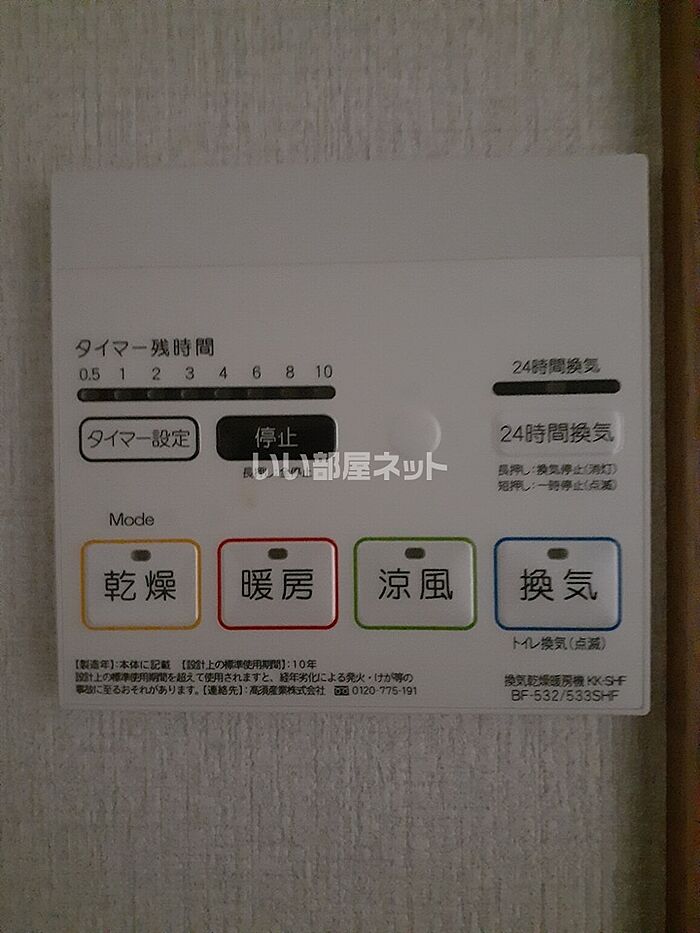 タイマー残時間
0.5 1 2 3 4 6 8 10
24時間換気
タイマー設定
停止
24時間換気
いい部屋ネット
長押し:換気停止(消灯)
短押し:一時停止(点滅)
Mode
乾燥
暖房
涼風
換気
トイレ換気(点滅)
【製造年】:本体に記載 【設計上の標準使用期間】:10年
設計上の標準使用期間を超えて使用されますと、経年劣化による発火・けが等の
事故に至るおそれがあります。【連絡先】:高須産業株式会社 0120-775-191
換気乾燥暖房機 KK-SHF
BF-532/533SHF